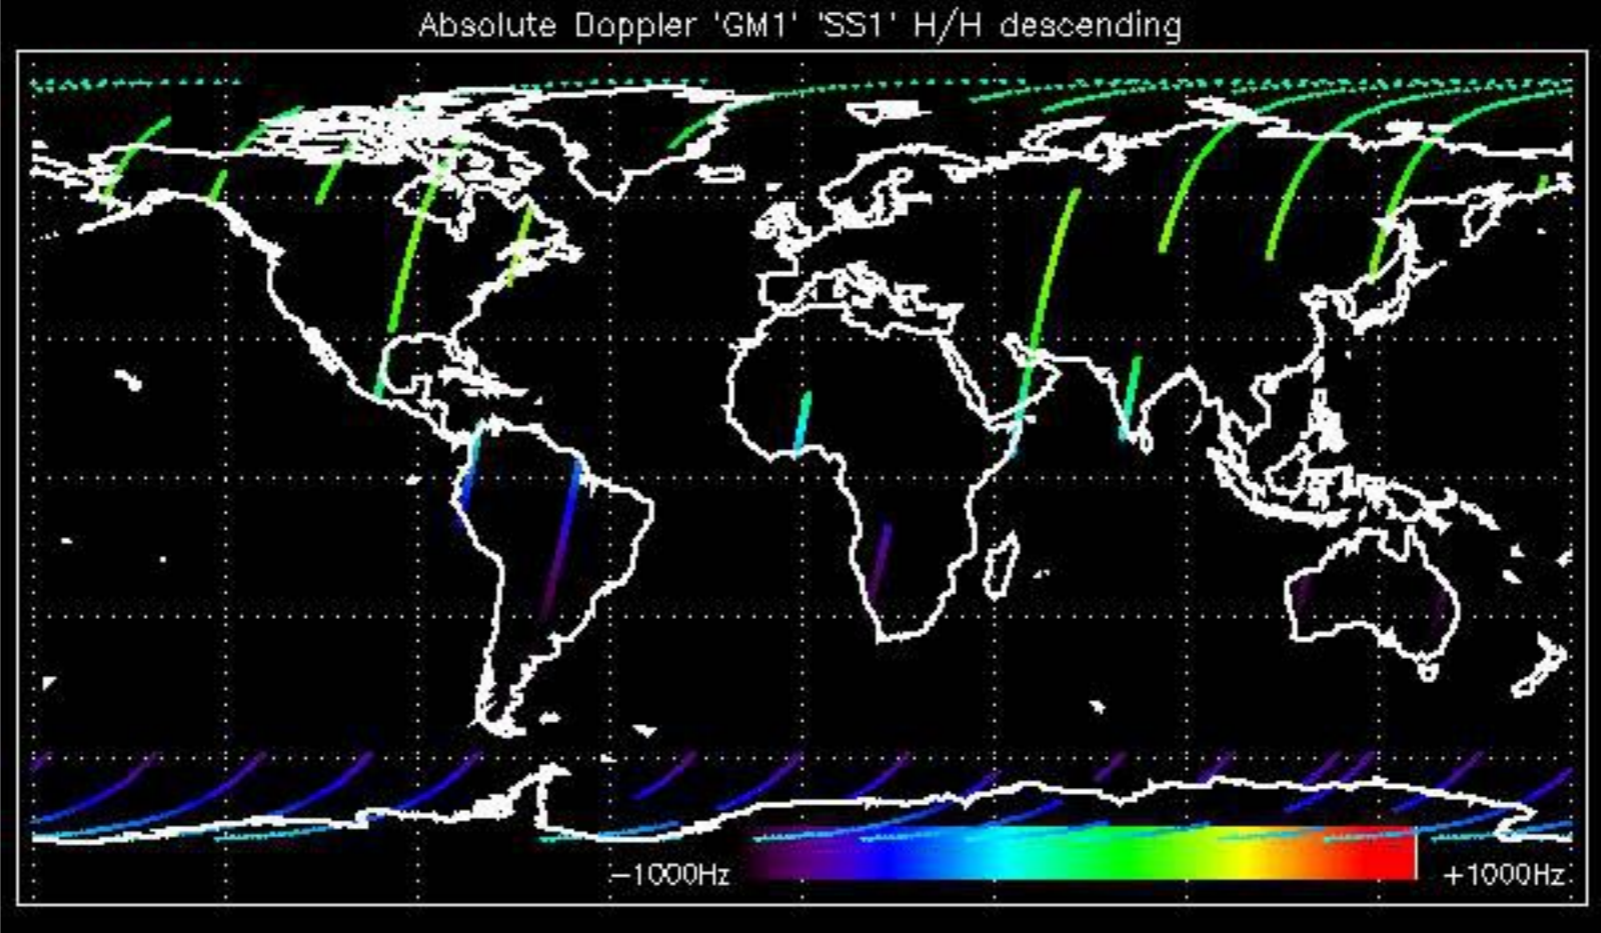 Absolute Doppler 'GM1' 'SS1' H/H descending
−1000Hz +1000Hz